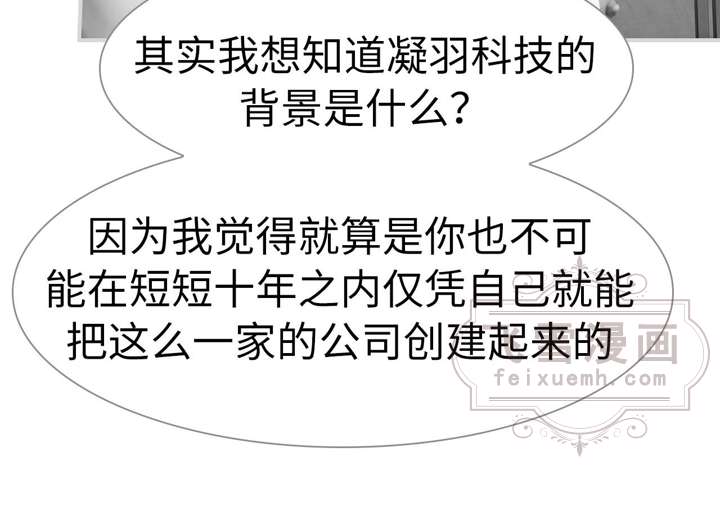 其实我想知道凝羽科技的
背景是什么？
因为我觉得就算是你也不可
能在短短十年之内仅凭自己就能
把这么一家的公司创建起来的
飞雪漫画
feixuemh.com